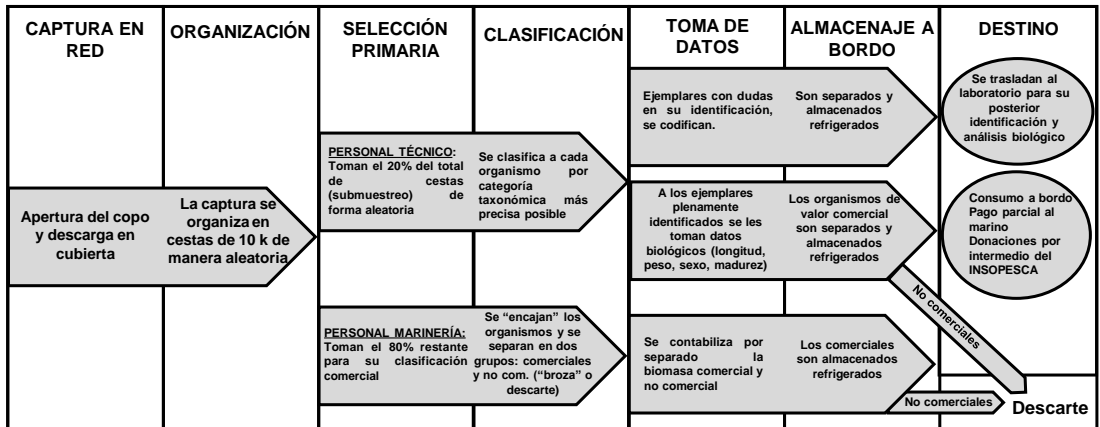 CAPTURA EN
RED
ORGANIZACIÓN
SELECCIÓN
PRIMARIA
CLASIFICACIÓN
TOMA DE
DATOS
ALMACENAJE A
BORDO
DESTINO
Apertura del copo
y descarga en
cubierta
La captura se
organiza en
cestas de 10 k de
manera aleatoria
PERSONAL TÉCNICO:
Toman el 20% del total
de cestas
(submuestreo) de
forma aleatoria
Se clasifica a cada
organismo por
categoría
taxonómica más
precisa posible
Ejemplares con dudas
en su identificación,
se codifican.
Son separados y
almacenados
refrigerados
Se trasladan al
laboratorio para su
posterior
identificación y
análisis biológico
A los ejemplares
plenamente
identificados se les
toman datos
biológicos (longitud,
peso, sexo, madurez)
Los organismos de
valor comercial
son separados y
almacenados
refrigerados
Consumo a bordo
Pago parcial al
marino
Donaciones por
intermedio del
INSOPESCA
No comerciales
PERSONAL MARINERÍA:
Toman el 80% restante
para su clasificación
comercial
Se “encajan” los
organismos y se
separan en dos
grupos: comerciales
y no com. (“broza” o
descarte)
Se contabiliza por
separado la
biomasa comercial y
no comercial
Los comerciales
son almacenados
refrigerados
No comerciales
Descarte